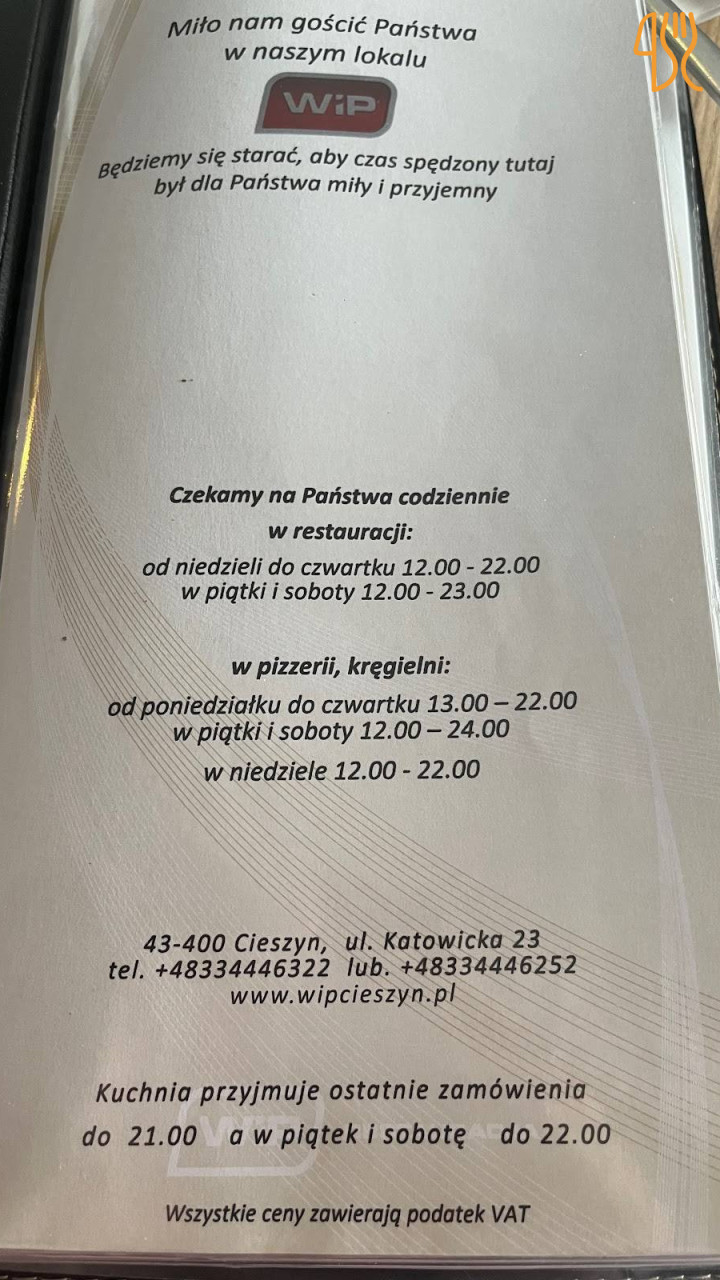 Miło nam gościć Państwa
w naszym lokalu
WiP
Będziemy się starać, aby czas spędzony tutaj
był dla Państwa miły i przyjemny
Czekamy na Państwa codziennie
w restauracji:
od niedzieli do czwartku 12.00 - 22.00
w piątki i soboty 12.00 - 23.00
w pizzerii, kręgielni:
od poniedziałku do czwartku 13.00 – 22.00
w piątki i soboty 12.00 – 24.00
w niedziele 12.00 - 22.00
43-400 Cieszyn, ul. Katowicka 23
tel. +48334446322 lub. +48334446252
www.wipcieszyn.pl
Kuchnia przyjmuje ostatnie zamówienia
do 21.00 a w piątek i sobotę do 22.00
Wszystkie ceny zawierają podatek VAT